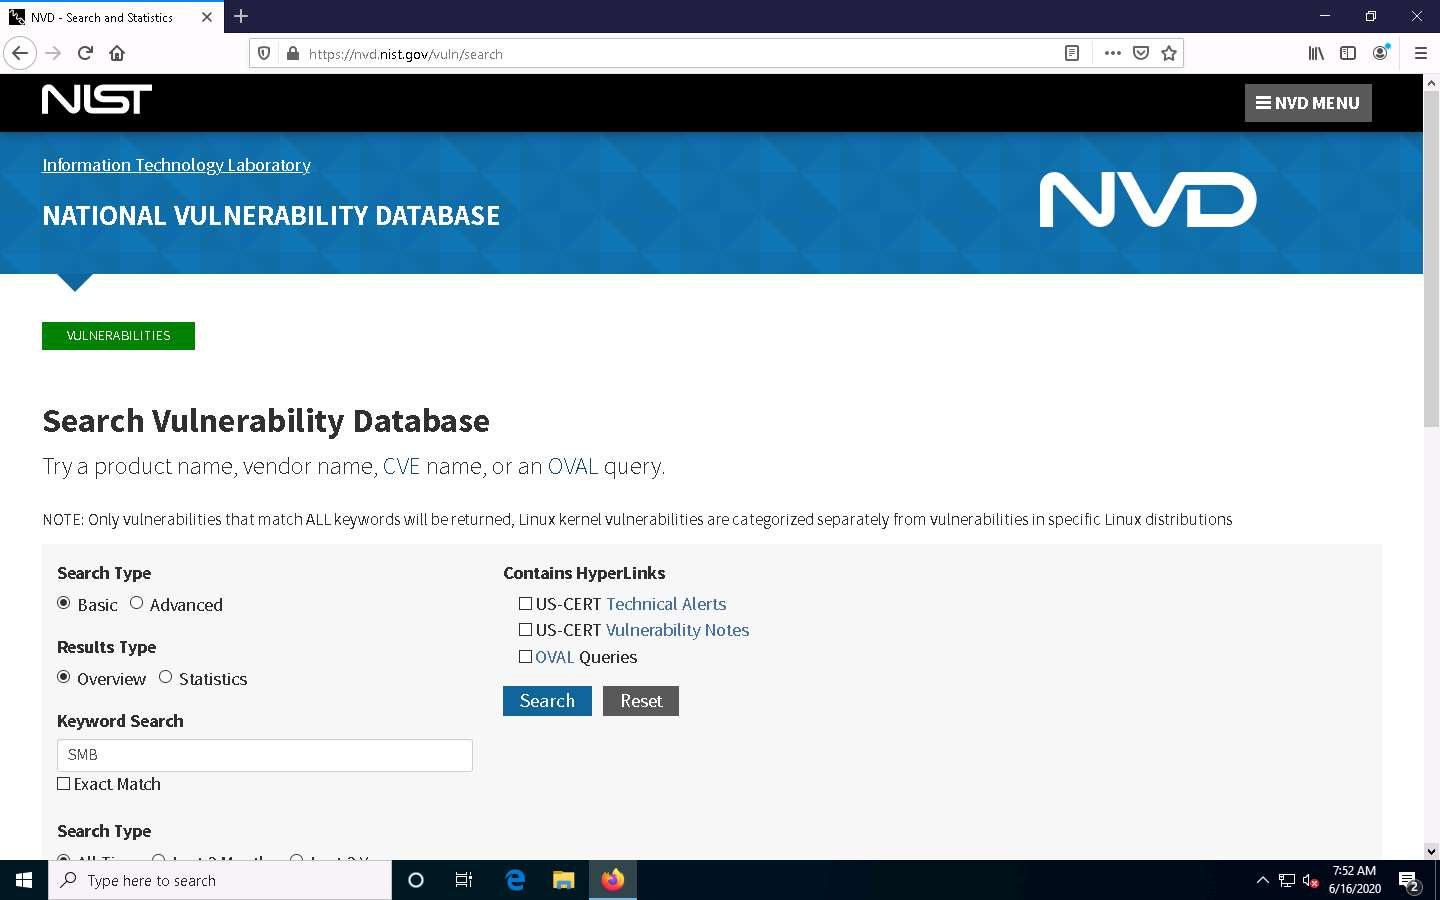 NVD - Search and Statistics
https://nvd.nist.gov/vuln/search
NIST
NVD MENU
Information Technology Laboratory
NATIONAL VULNERABILITY DATABASE
NVD
VULNERABILITIES
Search Vulnerability Database
Try a product name, vendor name, CVE name, or an OVAL query.
NOTE: Only vulnerabilities that match ALL keywords will be returned, Linux kernel vulnerabilities are categorized separately from vulnerabilities in specific Linux distributions
Search Type
Basic Advanced
Results Type
Overview Statistics
Keyword Search
SMB
Exact Match
Search Type
Contains HyperLinks
US-CERT Technical Alerts
US-CERT Vulnerability Notes
OVAL Queries
Search Reset
Type here to search
7:52 AM
6/16/2020
2